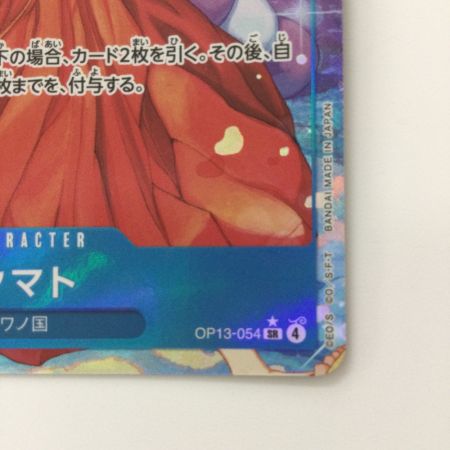 下の場合、カード2枚を引く。その後、自
枚までを、付与する。
RACTER
マト
ワノ国
OP13-054 SR 4
©E.O/S ©O/S・F・T BANDAI MADE IN JAPAN